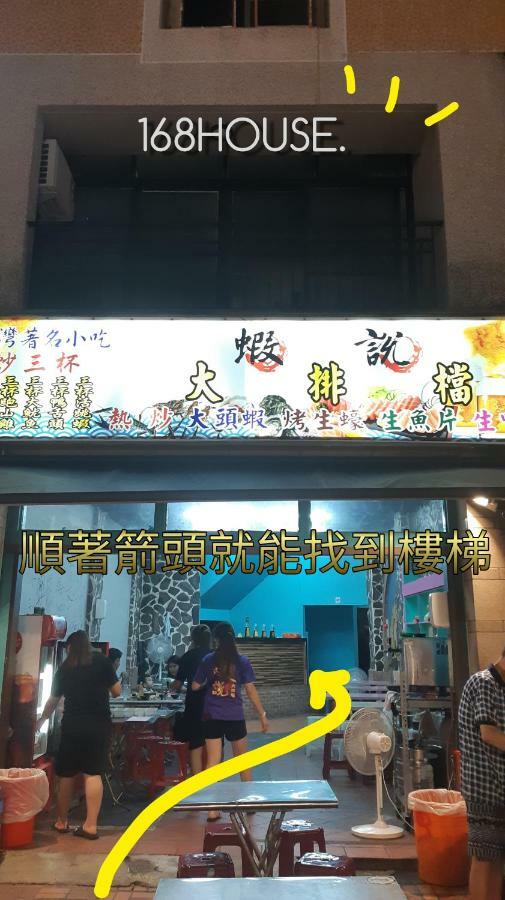 168HOUSE.
灣著名小吃
炒三杯
蝦說
大排檔
熱炒 大頭蝦 烤生蠔 生魚片 生
順著箭頭就能找到樓梯